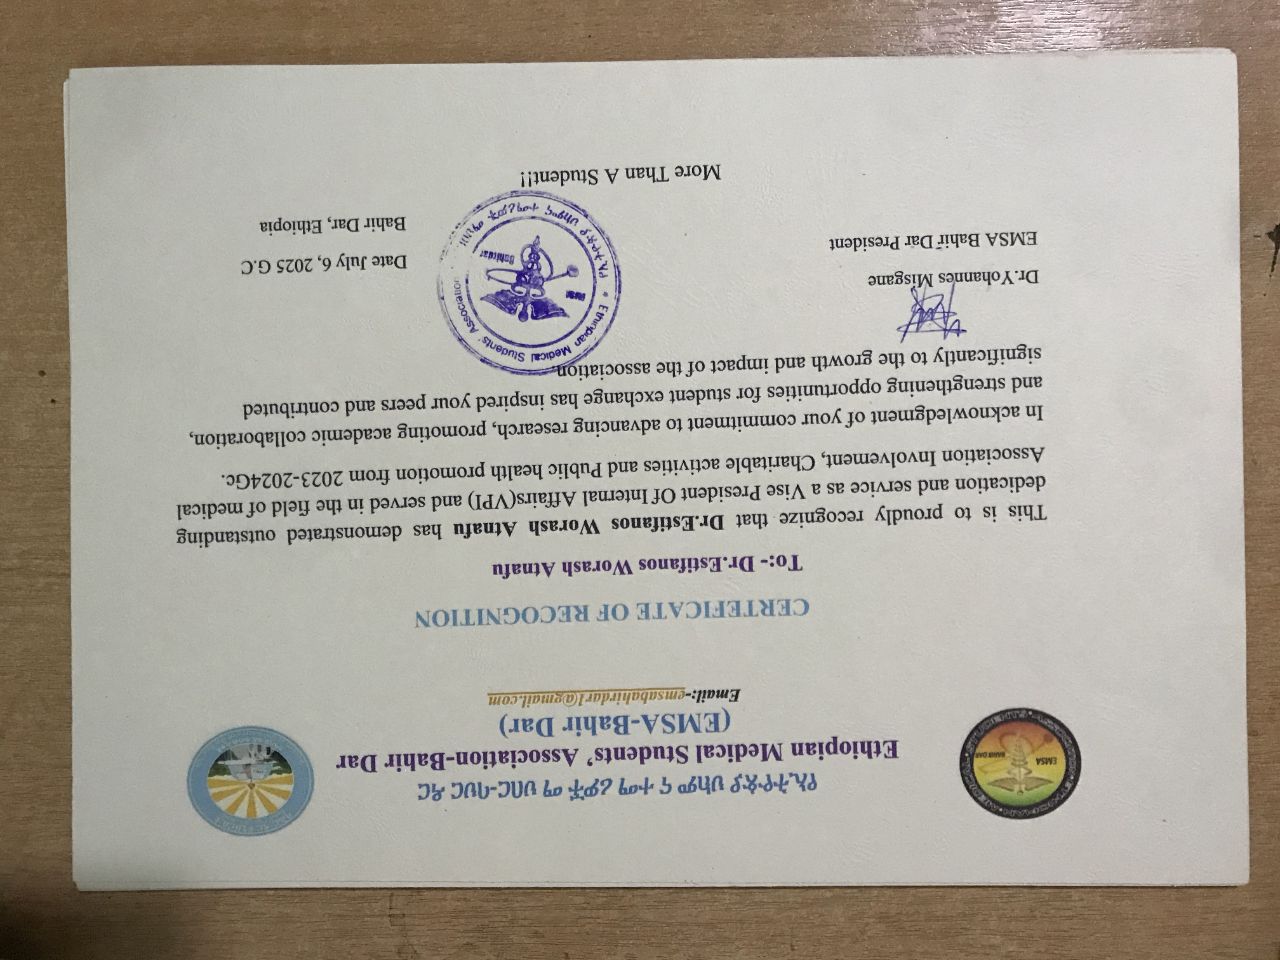 የኢትዮጵያ ህክም ና ተማ ሪዎች ማ ህበር-ባህር ዳር
Ethiopian Medical Students' Association-Bahir Dar
(EMSA-Bahir Dar)
Email:-emsabahirdar1@gmail.com
EMSA
BAHIR DAR
CERTEFICATE OF RECOGNITION
To:- Dr.Estifanos Worash Atnafu
This is to proudly recognize that Dr.Estifanos Worash Atnafu has demonstrated outstanding
dedication and service as a Vise President Of Internal Affairs(VPI) and served in the field of medical
Association Involvement, Charitable activities and Public health promotion from 2023-2024Gc.
In acknowledgment of your commitment to advancing research, promoting academic collaboration,
and strengthening opportunities for student exchange has inspired your peers and contributed
significantly to the growth and impact of the association.
Dr.Yohannes Misgane
EMSA Bahir Dar President
Ethiopian Medical Students' Association
EMSA
Bahirdar
የኢትዮጵያ ህክምና ተማሪዎች ማህበር
Date July 6, 2025 G.C
Bahir Dar, Ethiopia
More Than A Student!!